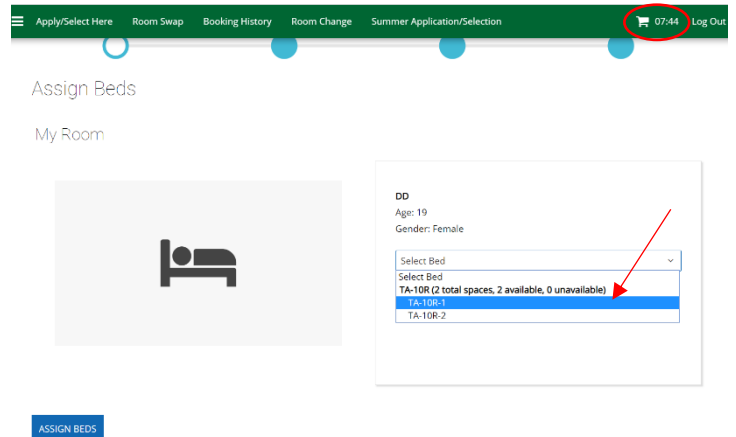 Apply/Select Here Room Swap Booking History Room Change Summer Application/Selection 07:44 Log Out
Assign Beds
My Room
DD
Age: 19
Gender: Female
Select Bed
Select Bed
TA-10R (2 total spaces, 2 available, 0 unavailable)
TA-10R-1
TA-10R-2
ASSIGN BEDS